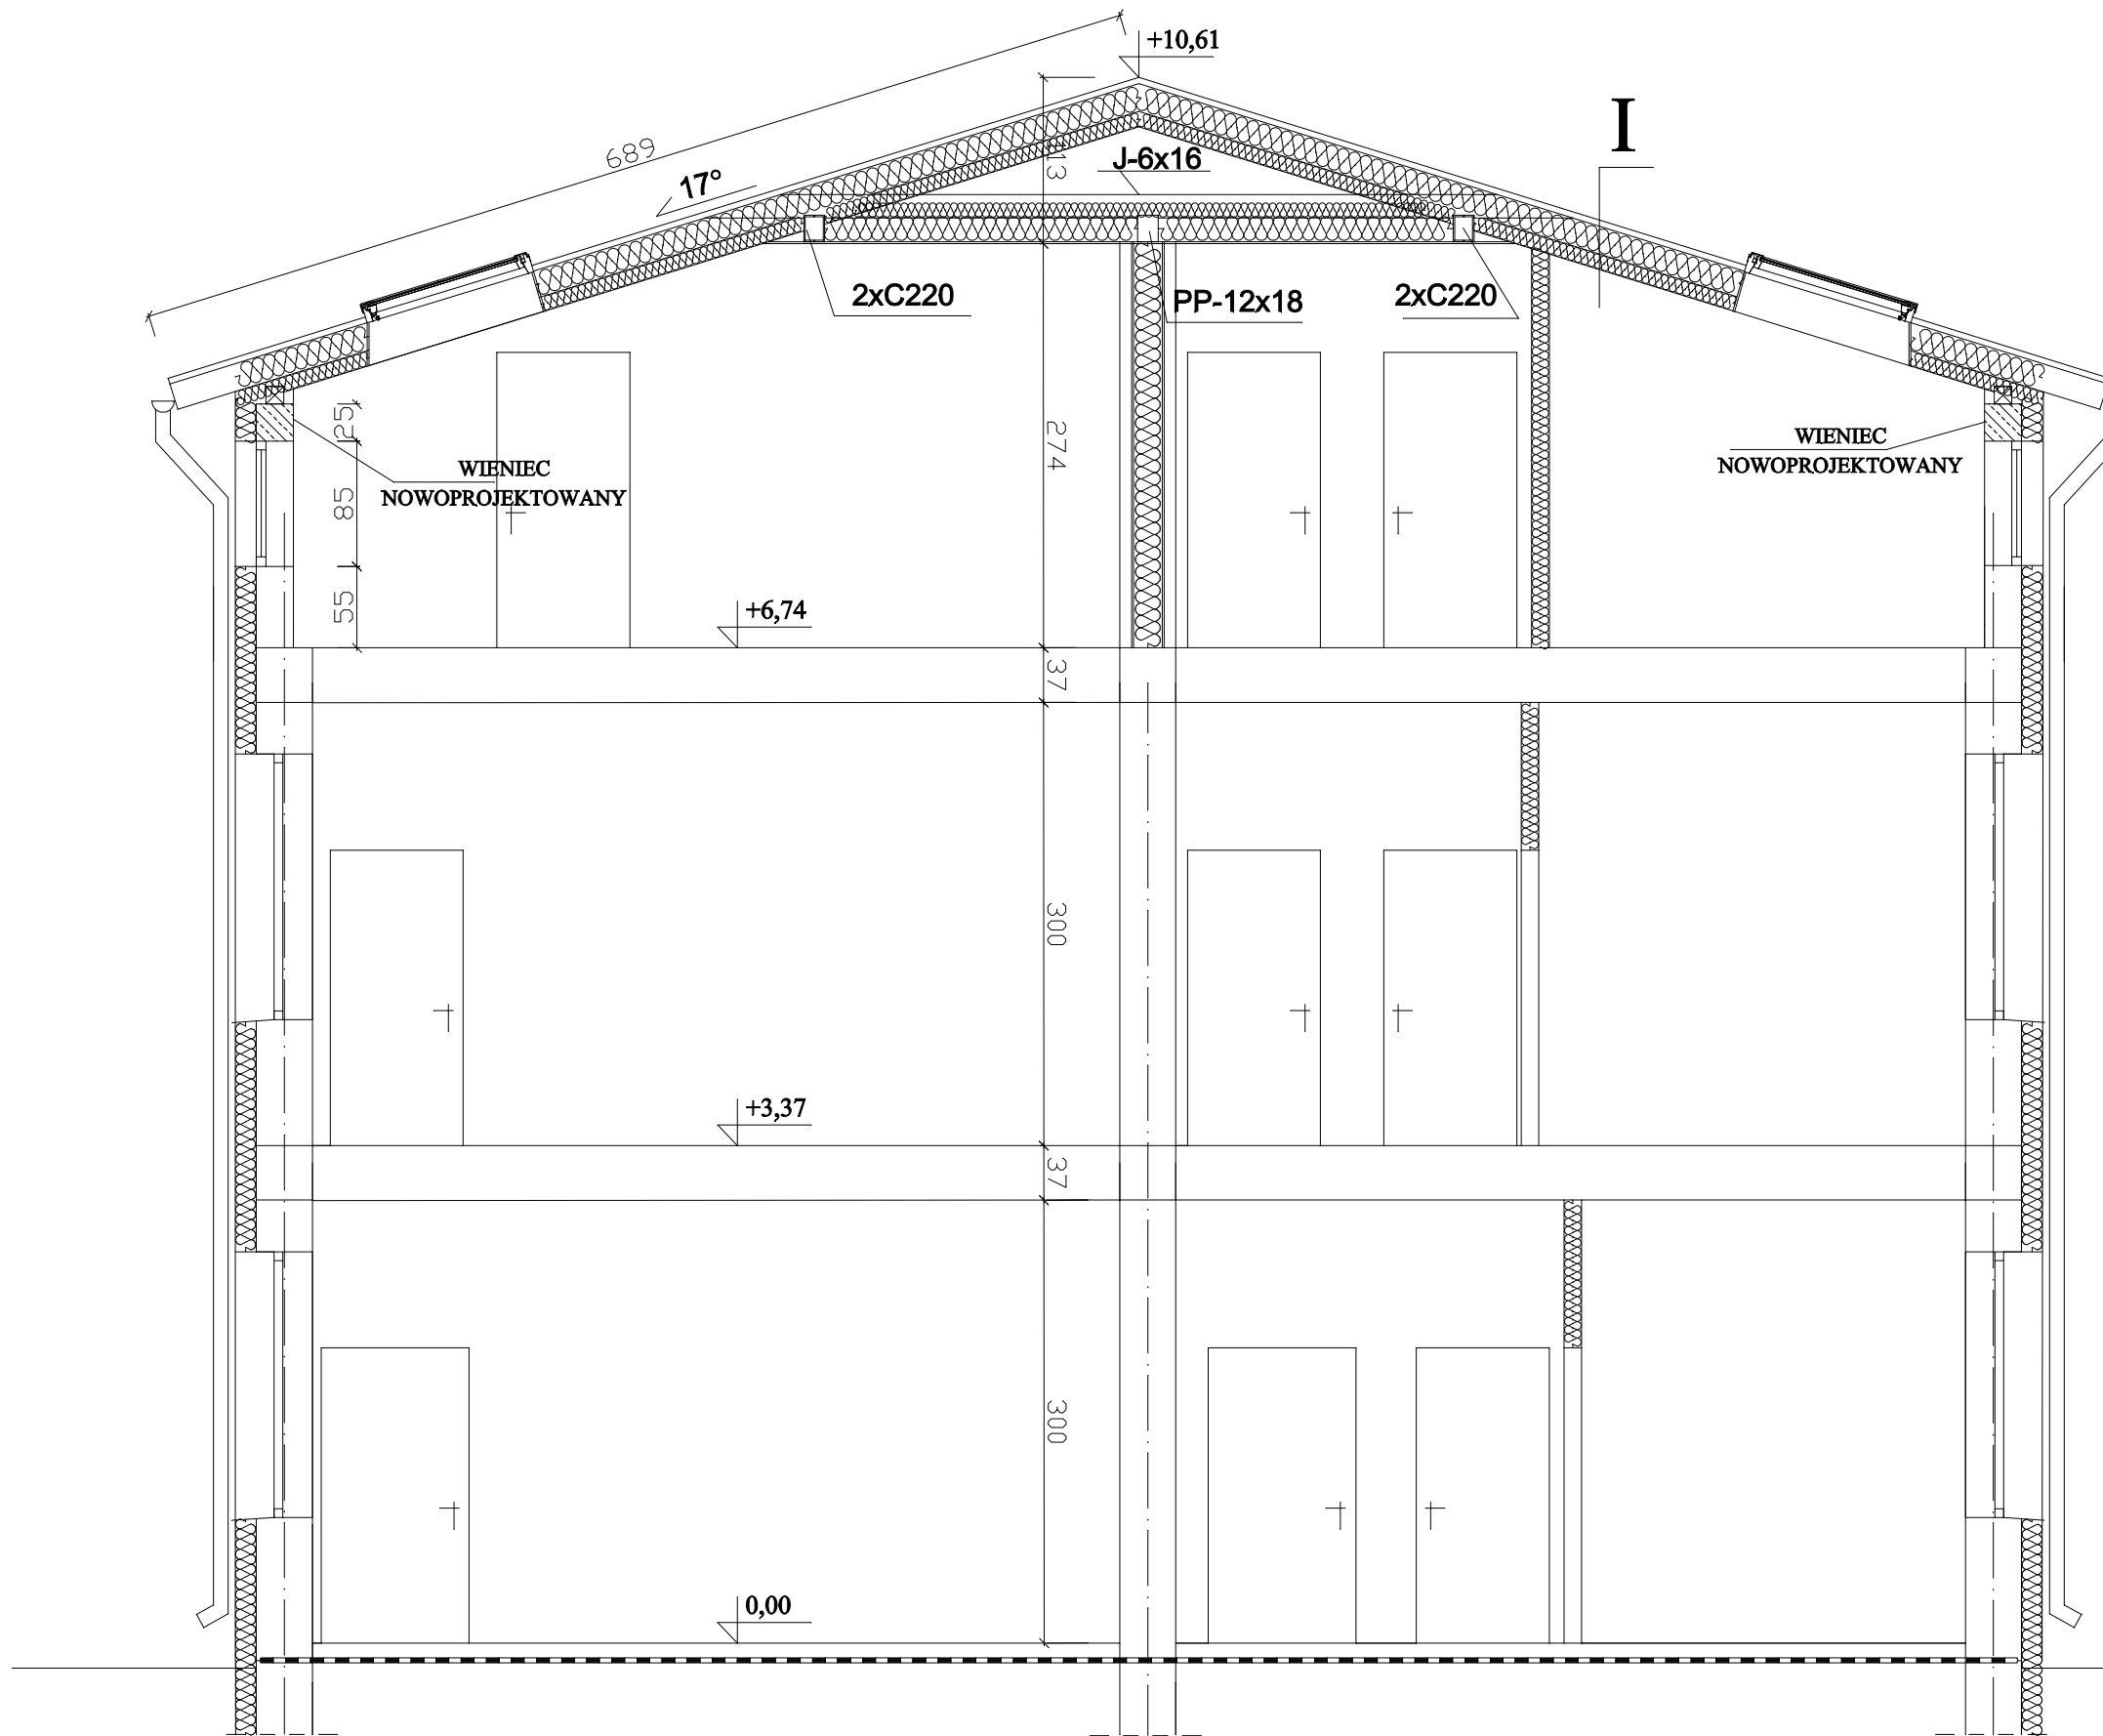 +10,61
I
689
113
J-6x16
17°
2xC220
PP-12x18
2xC220
25
274
WIENIEC
NOWOPROJEKTOWANY
WIENIEC
NOWOPROJEKTOWANY
85
55
+6,74
37
300
+3,37
37
300
0,00